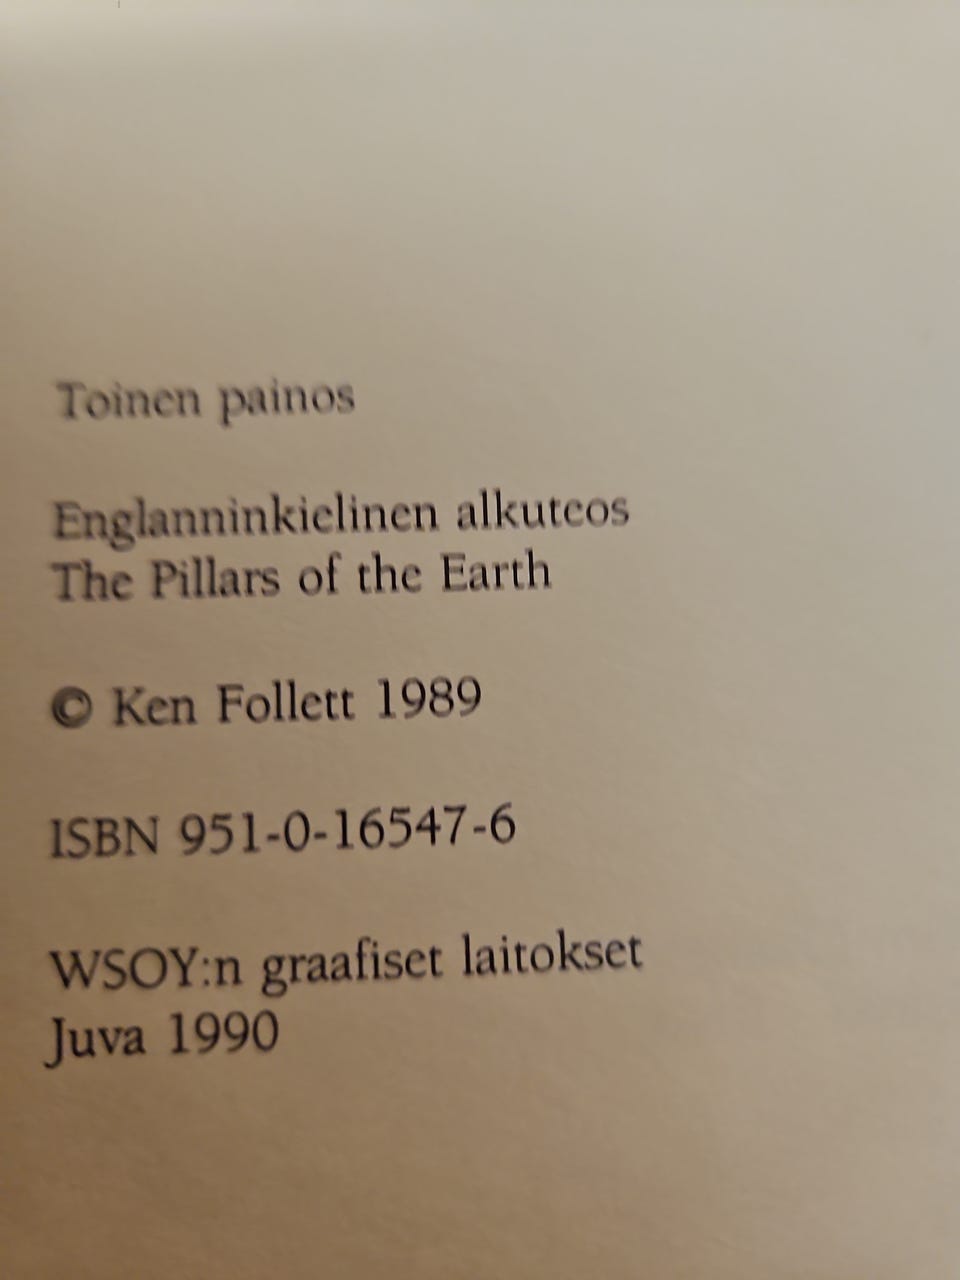 Toinen painos
Englanninkielinen alkuteos
The Pillars of the Earth
© Ken Follett 1989
ISBN 951-0-16547-6
WSOY:n graafiset laitokset
Juva 1990